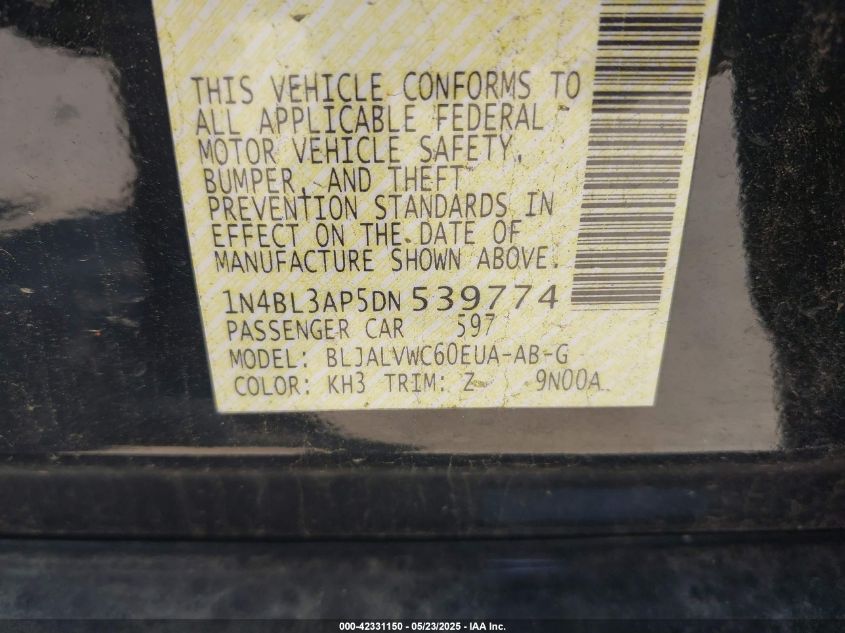 THIS VEHICLE CONFORMS TO
ALL APPLICABLE FEDERAL
MOTOR VEHICLE SAFETY,
BUMPER, AND THEFT
PREVENTION STANDARDS IN
EFFECT ON THE DATE OF
MANUFACTURE SHOWN ABOVE.
1N4BL3AP5DN539774
PASSENGER CAR 597
MODEL: BLJALVWC60EUA-AB-G
COLOR: KH3 TRIM: Z 9N00A
000-42331150 - 05/23/2025 - IAA Inc.